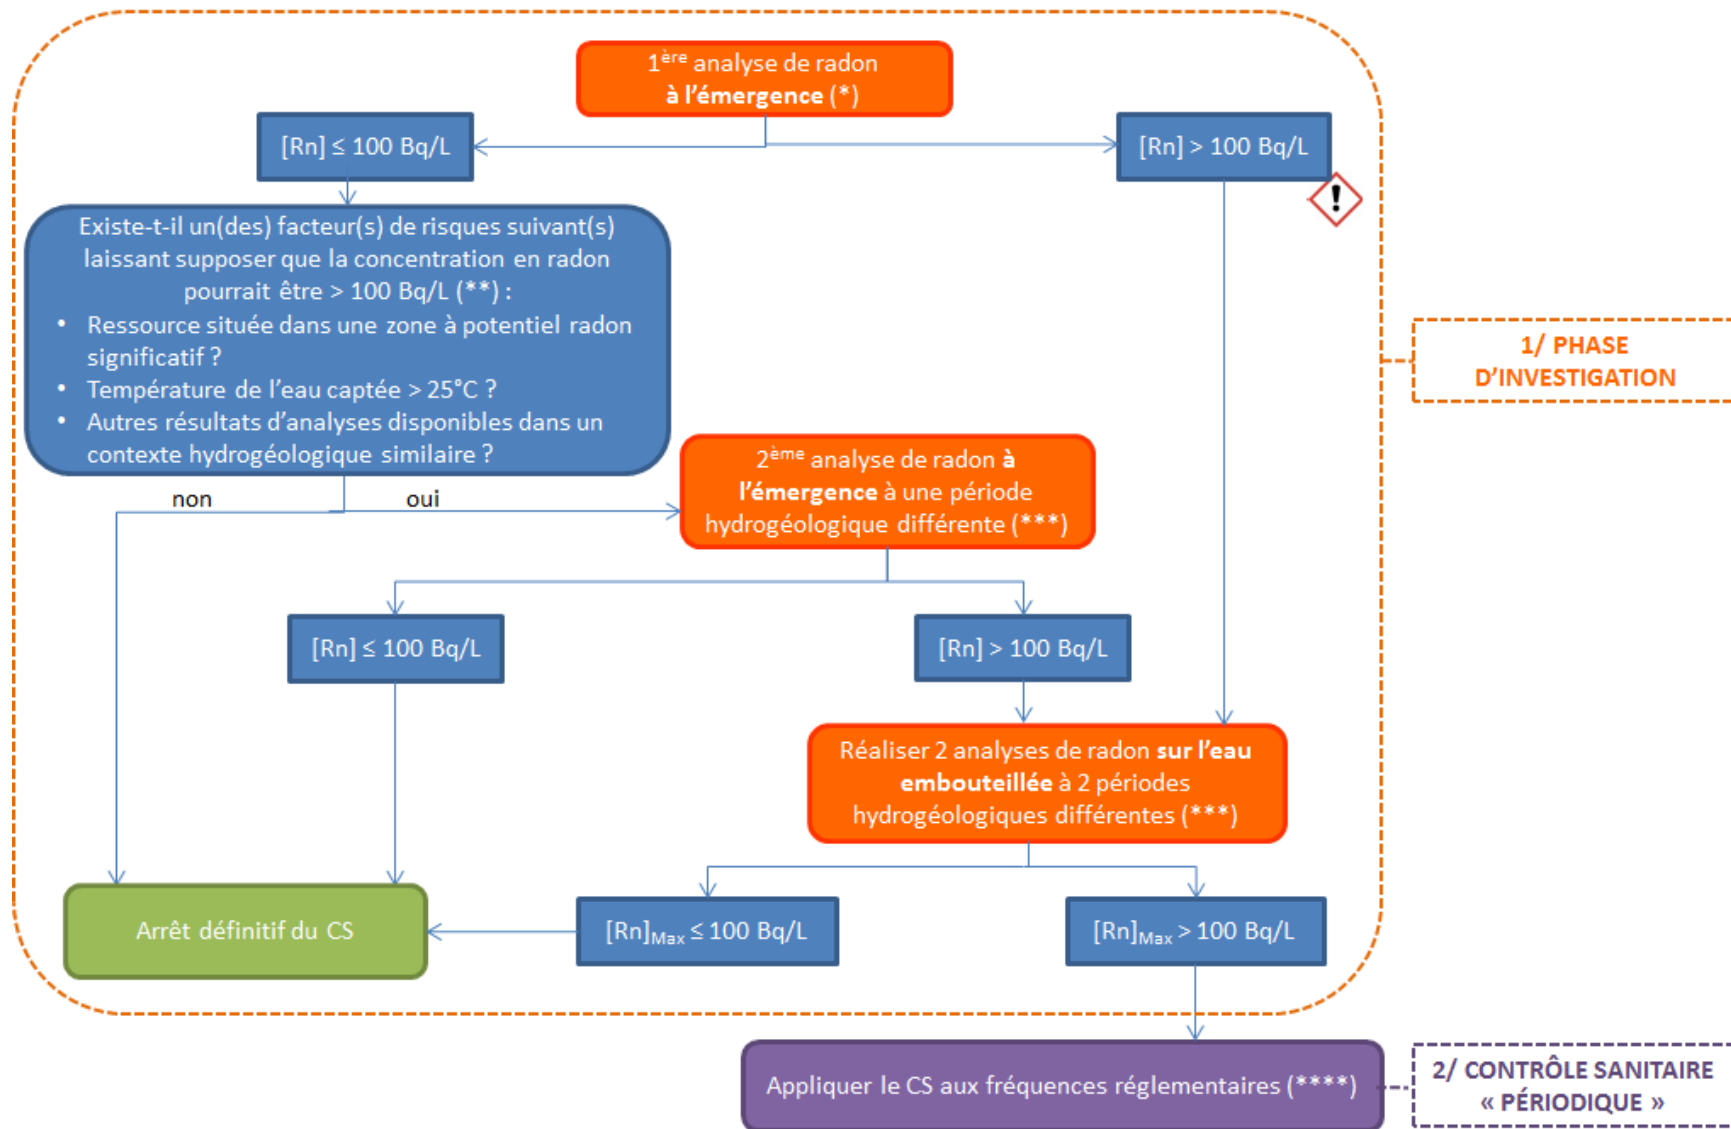 1ère analyse de radon
à l'émergence (*)
[Rn] ≤ 100 Bq/L
[Rn] > 100 Bq/L
!
Existe-t-il un(des) facteur(s) de risques suivant(s)
laissant supposer que la concentration en radon
pourrait être > 100 Bq/L (**) :
• Ressource située dans une zone à potentiel radon
significatif ?
• Température de l'eau captée > 25°C ?
• Autres résultats d'analyses disponibles dans un
contexte hydrogéologique similaire ?
1/ PHASE
D'INVESTIGATION
non
oui
2ème analyse de radon à
l'émergence à une période
hydrogéologique différente (***)
[Rn] ≤ 100 Bq/L
[Rn] > 100 Bq/L
Réaliser 2 analyses de radon sur l'eau
embouteillée à 2 périodes
hydrogéologiques différentes (***)
Arrêt définitif du CS
[Rn]Max ≤ 100 Bq/L
[Rn]Max > 100 Bq/L
Appliquer le CS aux fréquences réglementaires (****)
2/ CONTRÔLE SANITAIRE
« PÉRIODIQUE »